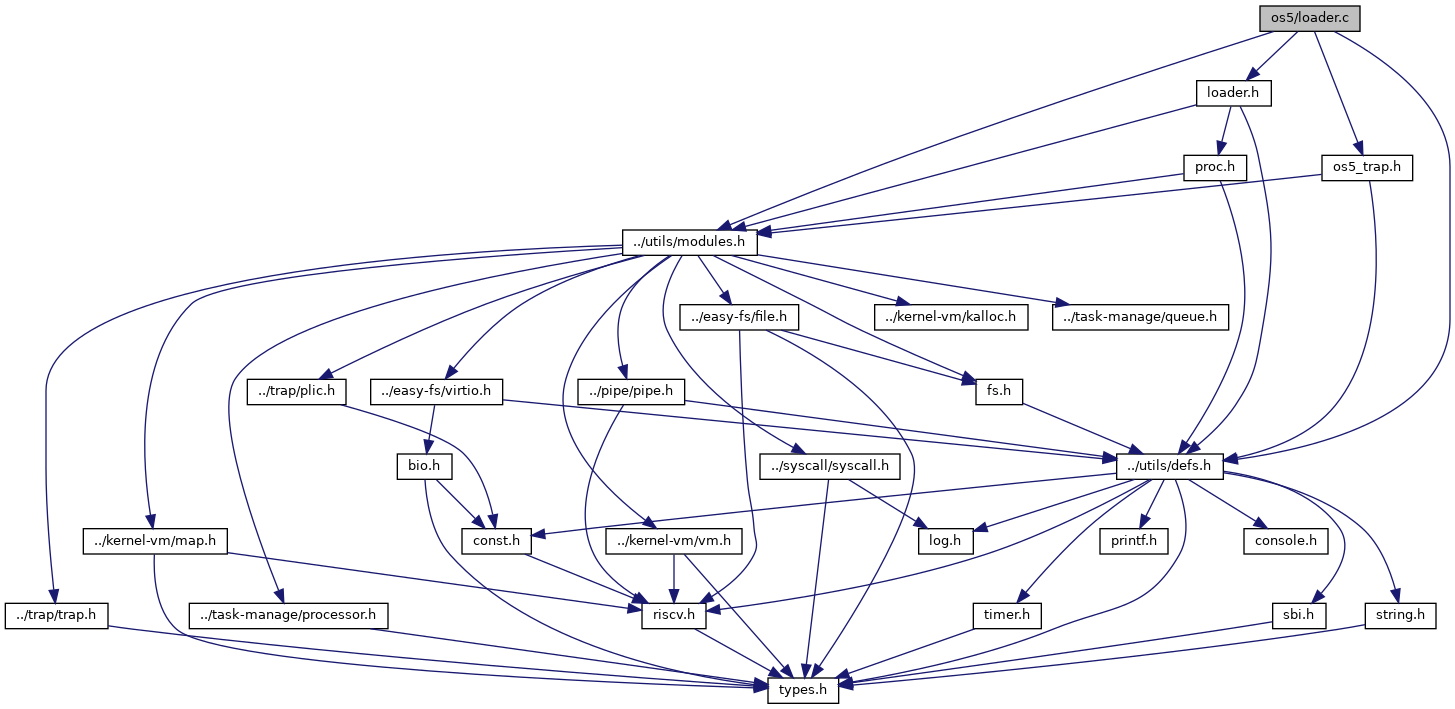 os5/loader.c
loader.h
proc.h
os5_trap.h
../utils/modules.h
../easy-fs/file.h
../kernel-vm/kalloc.h
../task-manage/queue.h
../trap/plic.h
../easy-fs/virtio.h
../pipe/pipe.h
fs.h
bio.h
../syscall/syscall.h
../utils/defs.h
../kernel-vm/map.h
const.h
../kernel-vm/vm.h
log.h
printf.h
console.h
../trap/trap.h
../task-manage/processor.h
riscv.h
timer.h
sbi.h
string.h
types.h